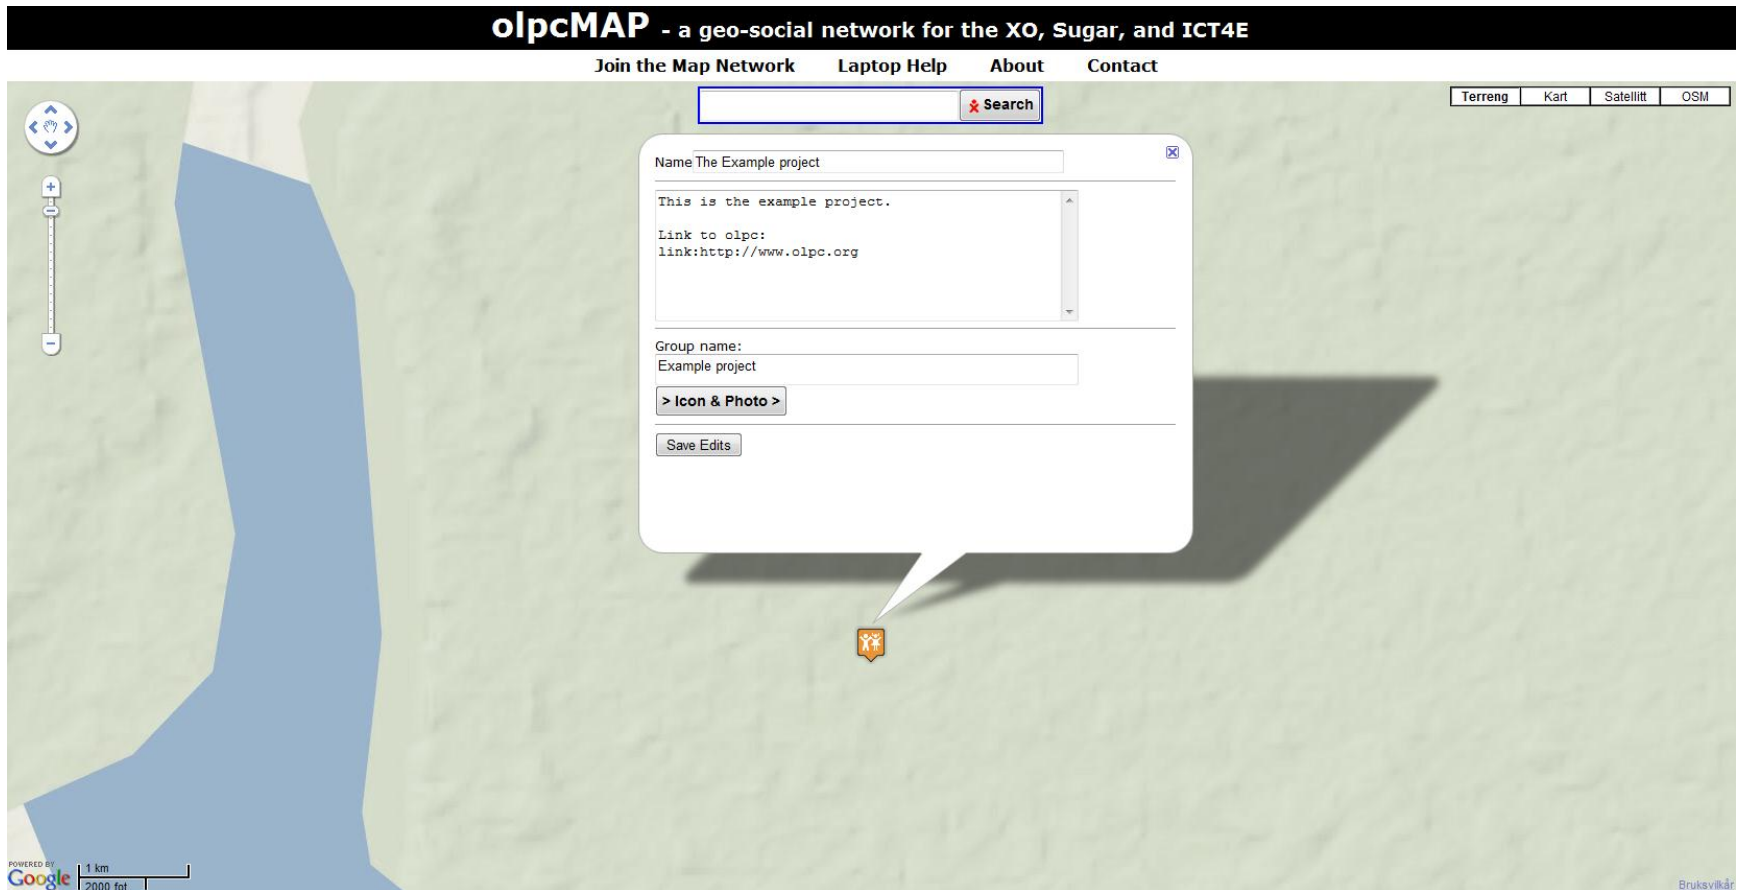 olpcMAP - a geo-social network for the XO, Sugar, and ICT4E
Join the Map Network Laptop Help About Contact
Search
Terreng Kart Satellitt OSM
Name The Example project
This is the example project.
Link to olpc:
link:http://www.olpc.org
Group name:
Example project
> Icon & Photo >
Save Edits
POWERED BY
Google
1 km
2000 fot
Bruksvilkår